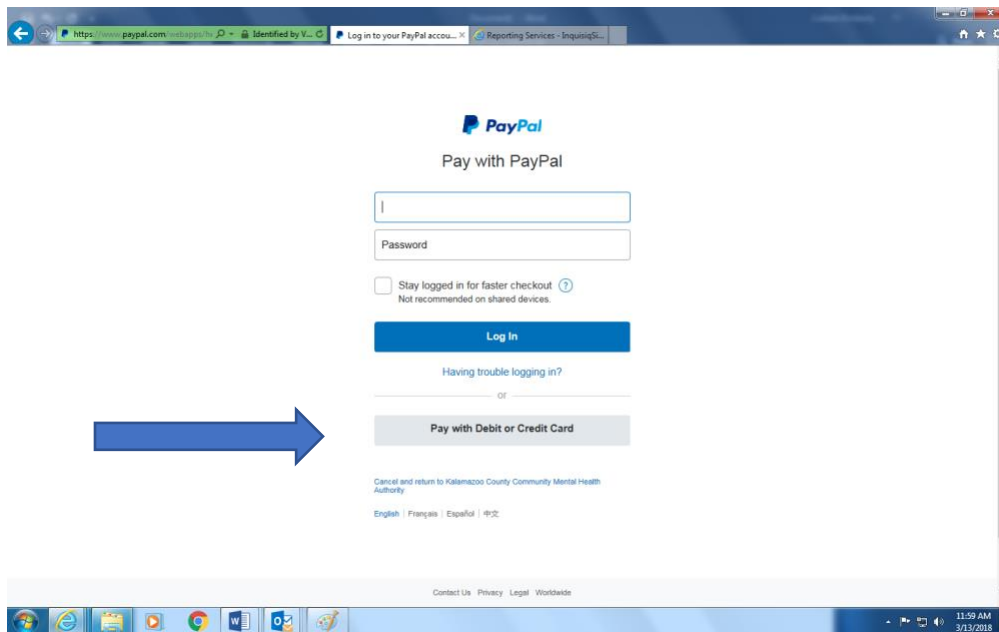 https://www.paypal.com/webapps/he Identified by V... Log in to your PayPal accou... Reporting Services - InquisiqSi...
PayPal
Pay with PayPal
Password
Stay logged in for faster checkout ?
Not recommended on shared devices.
Log In
Having trouble logging in?
or
Pay with Debit or Credit Card
Cancel and return to Kalamazoo County Community Mental Health
Authority
English | Français | Español | 中文
Contact Us Privacy Legal Worldwide
11:59 AM
3/13/2018